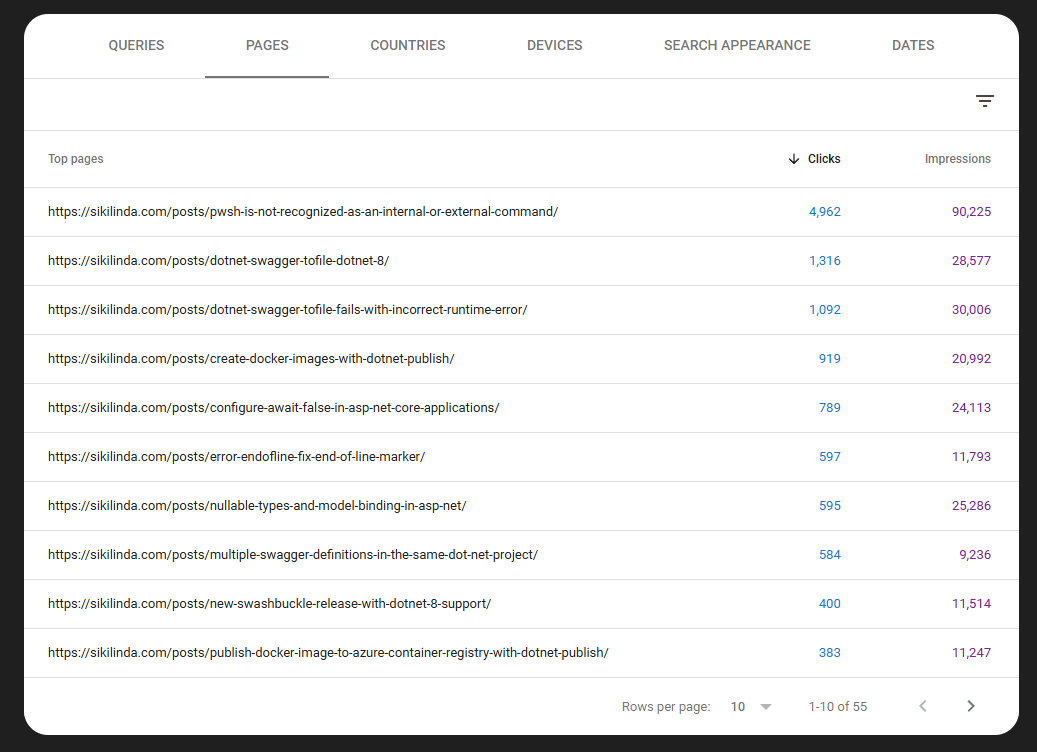 QUERIES PAGES COUNTRIES DEVICES SEARCH APPEARANCE DATES
Top pages Clicks Impressions
https://sikilinda.com/posts/pwsh-is-not-recognized-as-an-internal-or-external-command/ 4,962 90,225
https://sikilinda.com/posts/dotnet-swagger-tofile-dotnet-8/ 1,316 28,577
https://sikilinda.com/posts/dotnet-swagger-tofile-fails-with-incorrect-runtime-error/ 1,092 30,006
https://sikilinda.com/posts/create-docker-images-with-dotnet-publish/ 919 20,992
https://sikilinda.com/posts/configure-await-false-in-asp-net-core-applications/ 789 24,113
https://sikilinda.com/posts/error-endofline-fix-end-of-line-marker/ 597 11,793
https://sikilinda.com/posts/nullable-types-and-model-binding-in-asp-net/ 595 25,286
https://sikilinda.com/posts/multiple-swagger-definitions-in-the-same-dot-net-project/ 584 9,236
https://sikilinda.com/posts/new-swashbuckle-release-with-dotnet-8-support/ 400 11,514
https://sikilinda.com/posts/publish-docker-image-to-azure-container-registry-with-dotnet-publish/ 383 11,247
Rows per page: 10 1-10 of 55